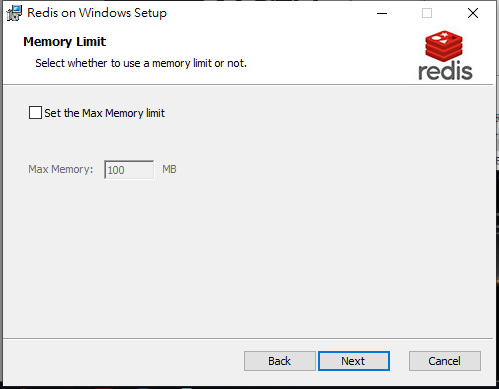 Redis on Windows Setup
Memory Limit
Select whether to use a memory limit or not.
redis
Set the Max Memory limit
Max Memory: 100 MB
Back Next Cancel